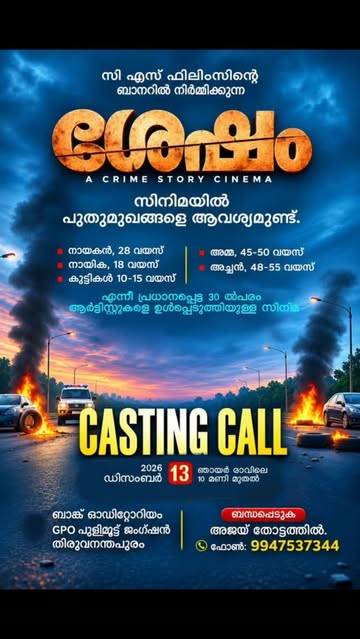 സി എസ് ഫിലിംസിന്റെ
ബാനറിൽ നിർമ്മിക്കുന്ന
ശേഷം
A CRIME STORY CINEMA
സിനിമയിൽ
പുതുമുഖങ്ങളെ ആവശ്യമുണ്ട്.
നായകൻ, 28 വയസ്
നായിക, 18 വയസ്
കുട്ടികൾ 10-15 വയസ്
അമ്മ, 45-50 വയസ്
അച്ഛൻ, 48-55 വയസ്
എന്നീ പ്രധാനപ്പെട്ട 30 ൽപരം
ആർട്ടിസ്റ്റുകളെ ഉൾപ്പെടുത്തിയുള്ള സിനിമ
CASTING CALL
2026
ഡിസംബർ
13
ഞായർ രാവിലെ
10 മണി മുതൽ
ബാങ്ക് ഓഡിറ്റോറിയം
GPO പുളിമൂട്ട് ജംഗ്ഷൻ
തിരുവനന്തപുരം
ബന്ധപ്പെടുക
അജയ് തോട്ടത്തിൽ.
ഫോൺ: 9947537344